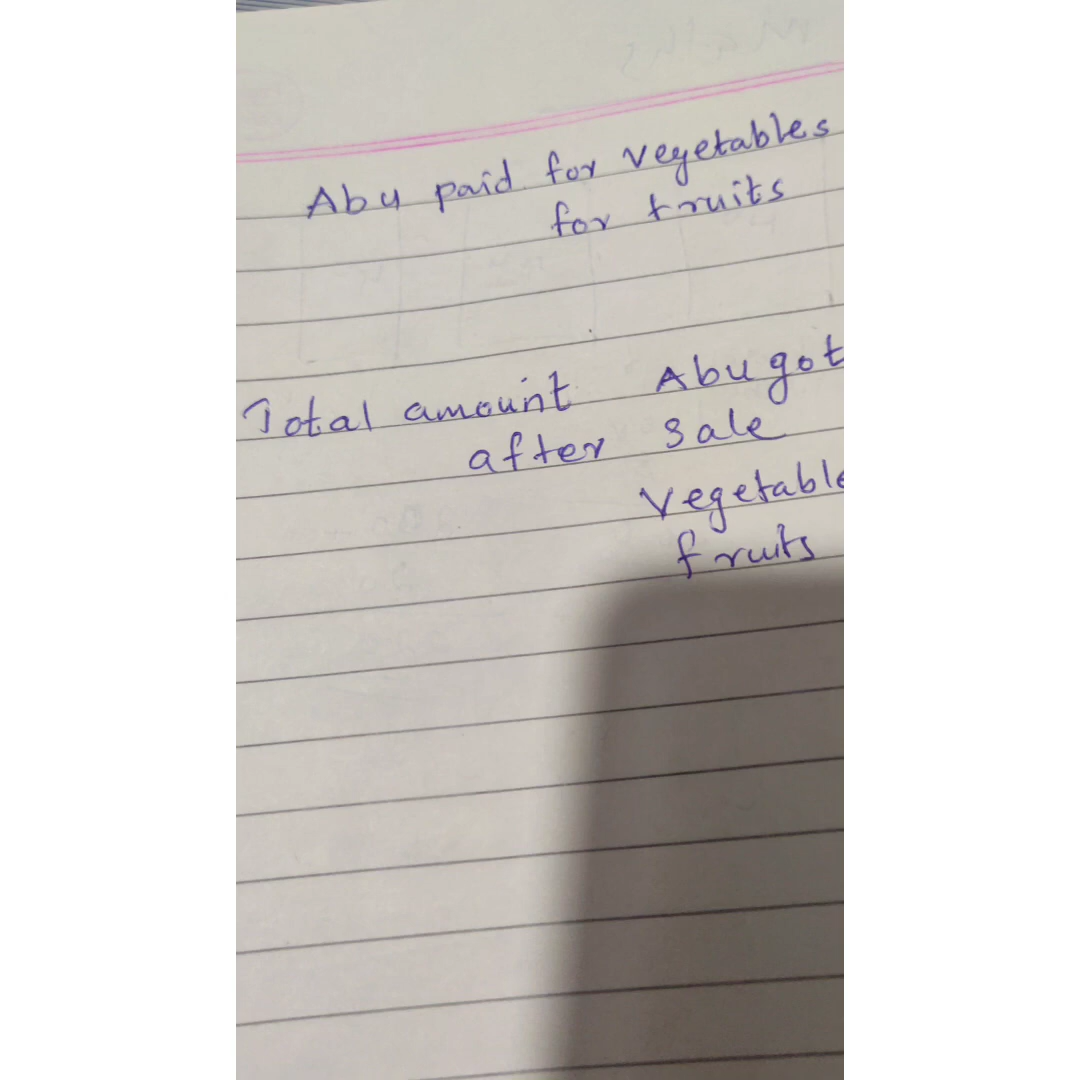 Abu paid for vegetables
for fruits
Total amount Abu got
after sale
Vegetable
fruits